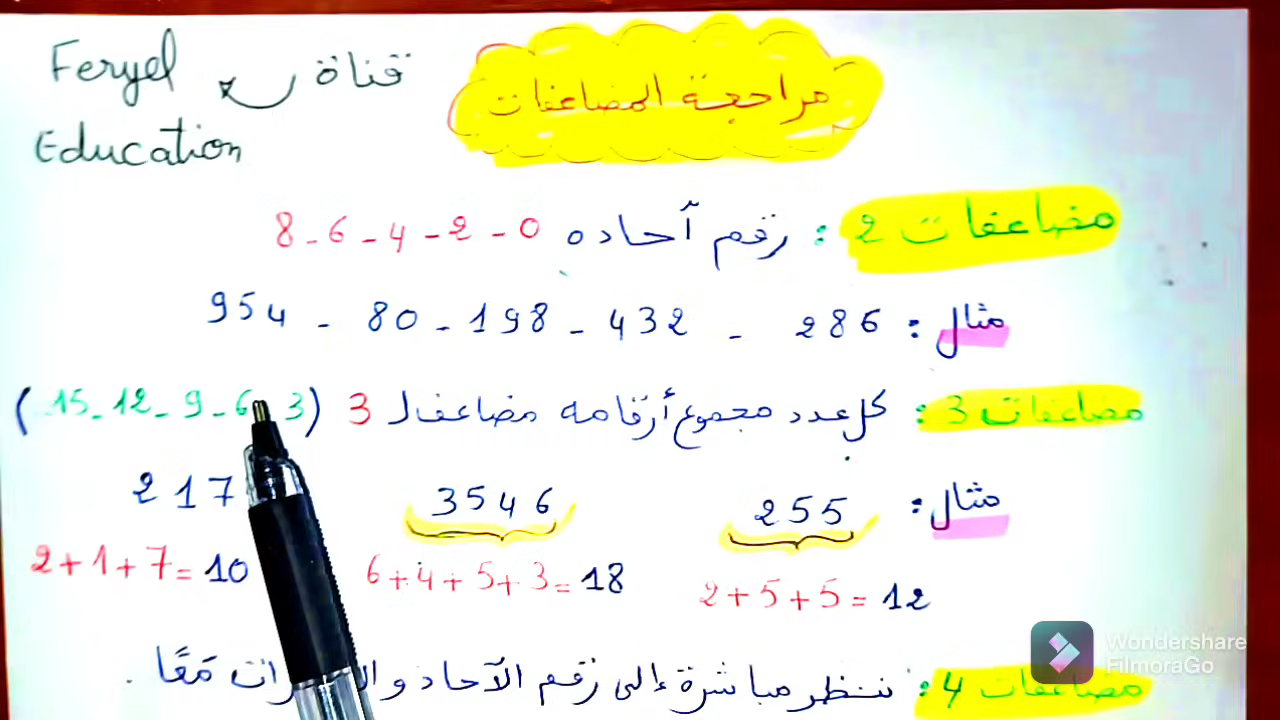 قناة Feryel
Education
مراجعة المضاعفات
مضاعفات 2 : رقم آحاده 0 - 2 - 4 - 6 - 8
مثال : 286 - 432 - 198 - 80 - 954
مضاعفات 3 : كل عدد مجموع أرقامه مضاعف لـ 3 (3 - 6 - 9 - 12 - 15)
مثال : 255 3546 217
2+5+5=12 6+4+5+3=18 2+1+7=10
مضاعفات 4 : ننظر مباشرة إلى رقم الآحاد مَعًا .
Wondershare
FilmoraGo